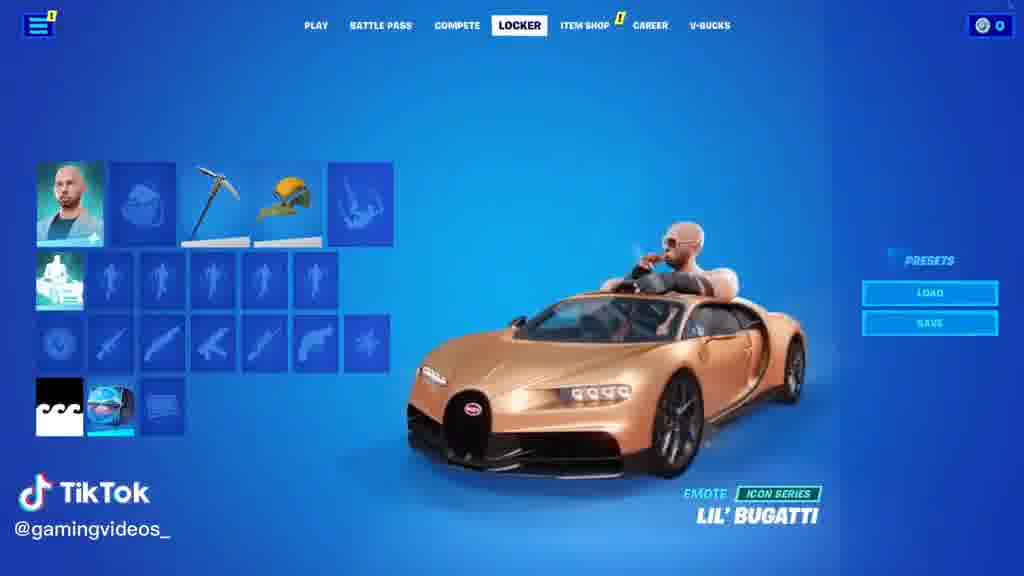 PLAY
BATTLE PASS
COMPETE
LOCKER
ITEM SHOP
!
CAREER
V-BUCKS
!
0
PRESETS
LOAD
SAVE
EMOTE
ICON SERIES
LIL' BUGATTI
TikTok
@gamingvideos_